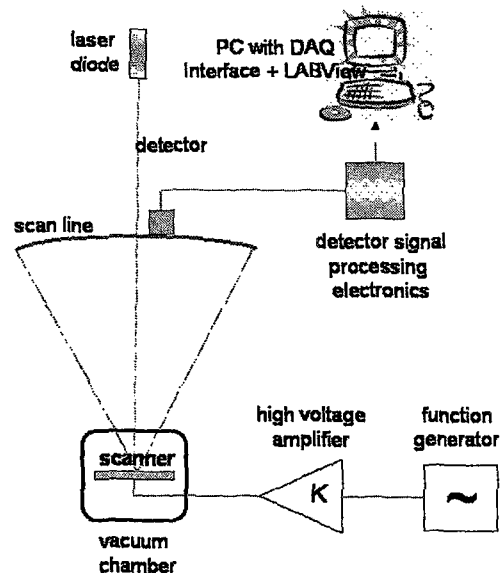 laser
diode
PC with DAQ
Interface + LABView
detector
scan line
detector signal
processing
electronics
high voltage
amplifier
function
generator
scanner
K
~
vacuum
chamber